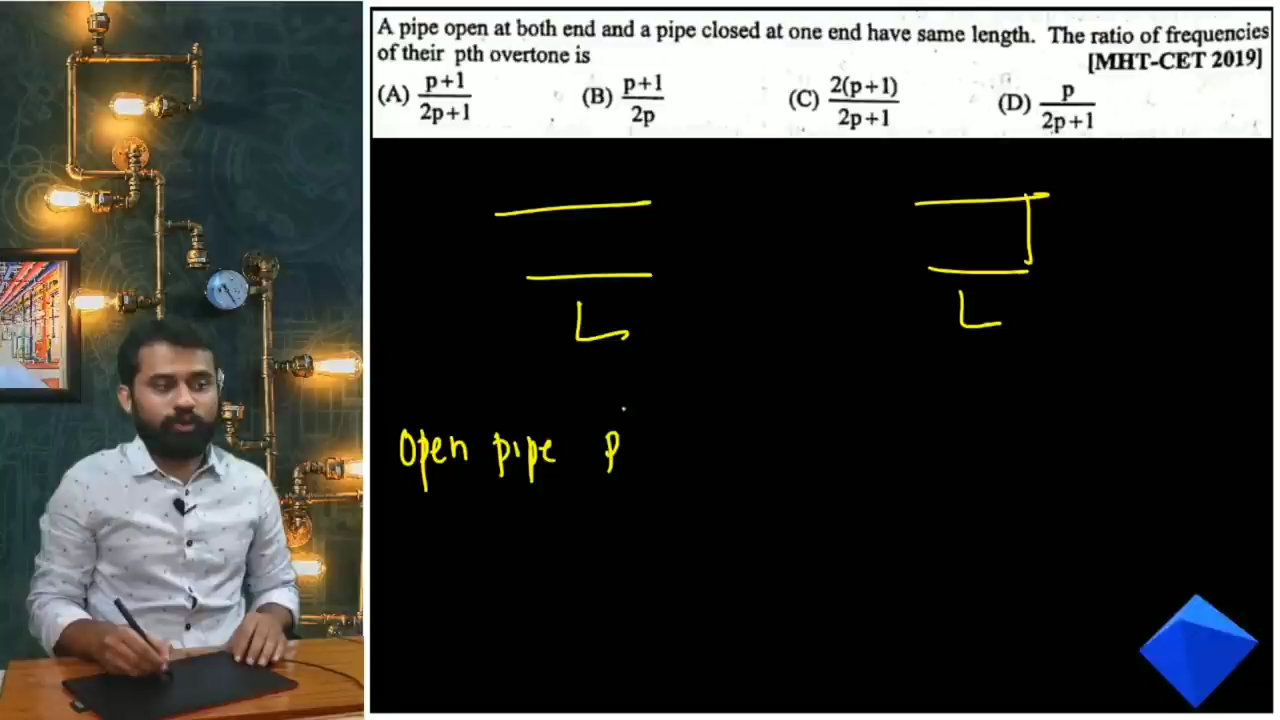 A pipe open at both end and a pipe closed at one end have same length. The ratio of frequencies
of their pth overtone is [MHT-CET 2019]
(A) p+1/2p+1 (B) p+1/2p (C) 2(p+1)/2p+1 (D) p/2p+1
L L
Open pipe p